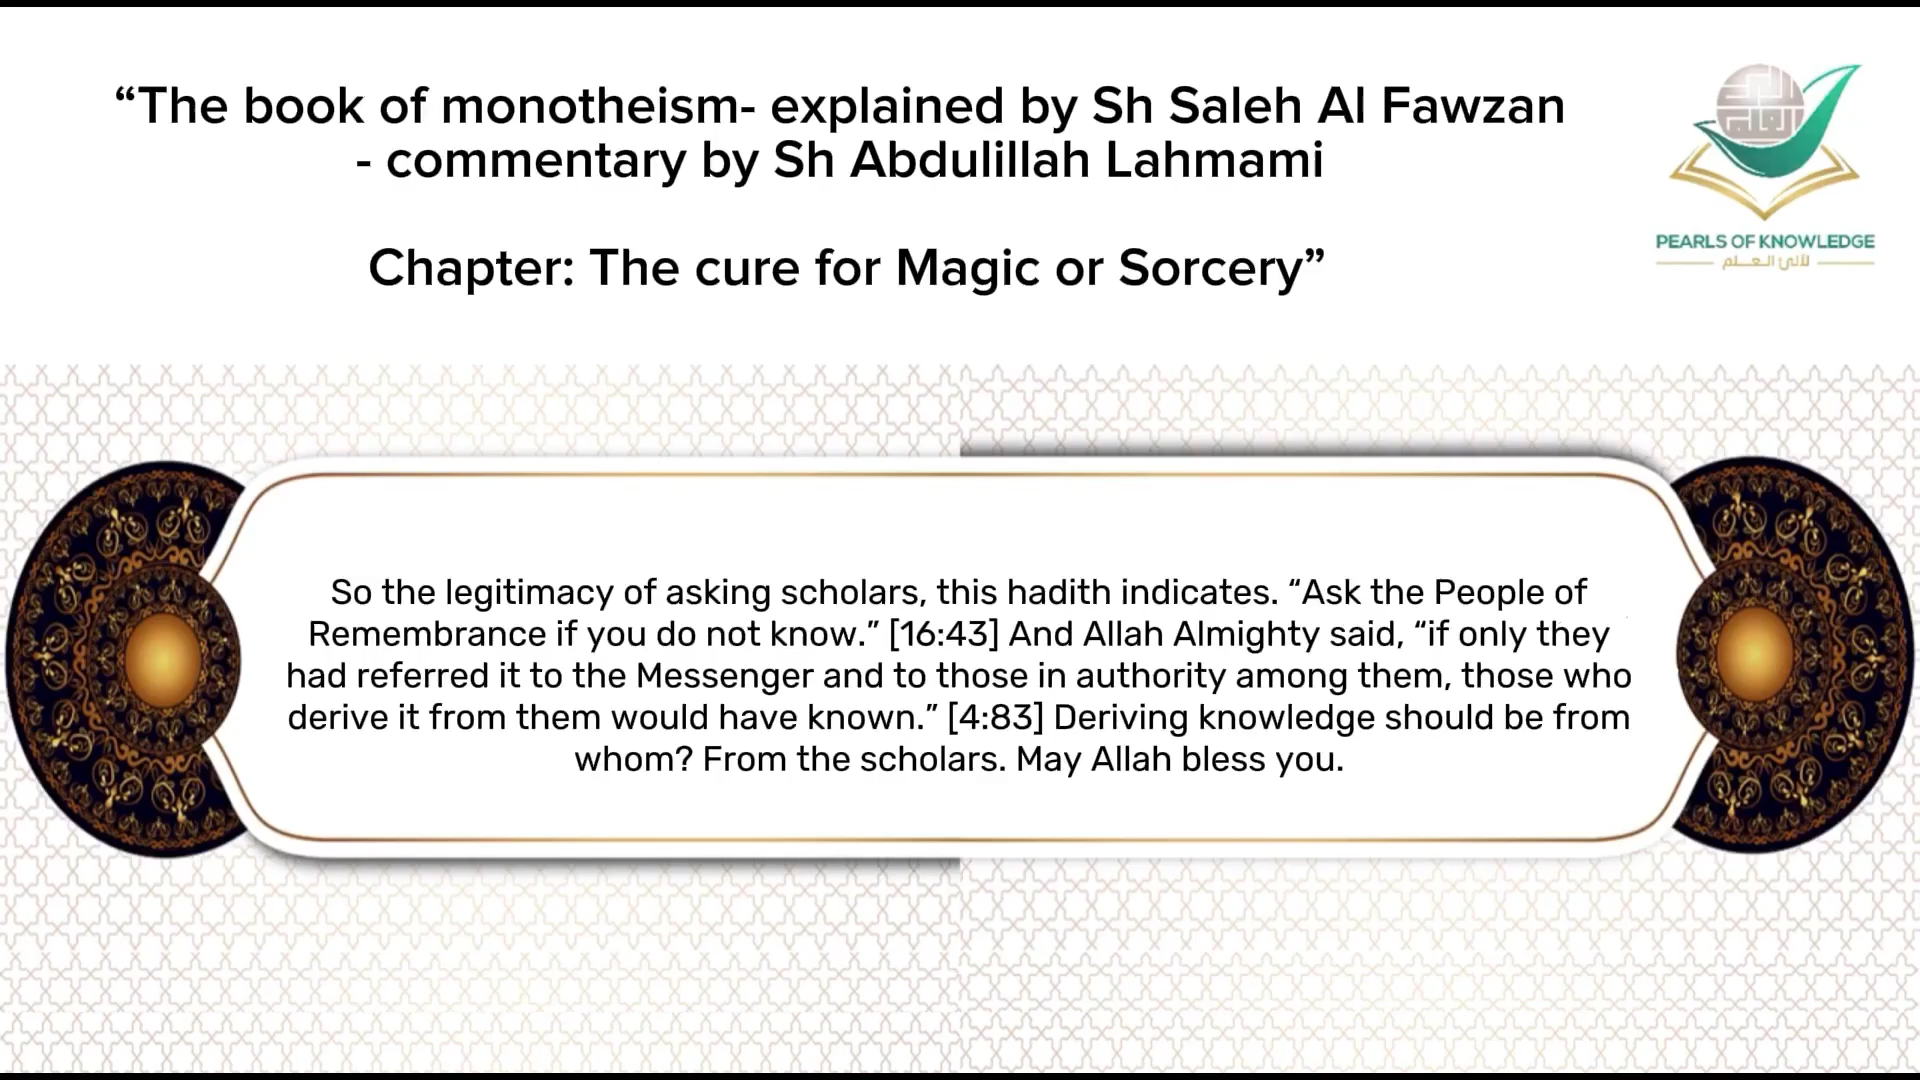 “The book of monotheism- explained by Sh Saleh Al Fawzan
- commentary by Sh Abdulillah Lahmami
Chapter: The cure for Magic or Sorcery”
PEARLS OF KNOWLEDGE
لآلئ العلم
So the legitimacy of asking scholars, this hadith indicates. “Ask the People of
Remembrance if you do not know.” [16:43] And Allah Almighty said, “if only they
had referred it to the Messenger and to those in authority among them, those who
derive it from them would have known.” [4:83] Deriving knowledge should be from
whom? From the scholars. May Allah bless you.